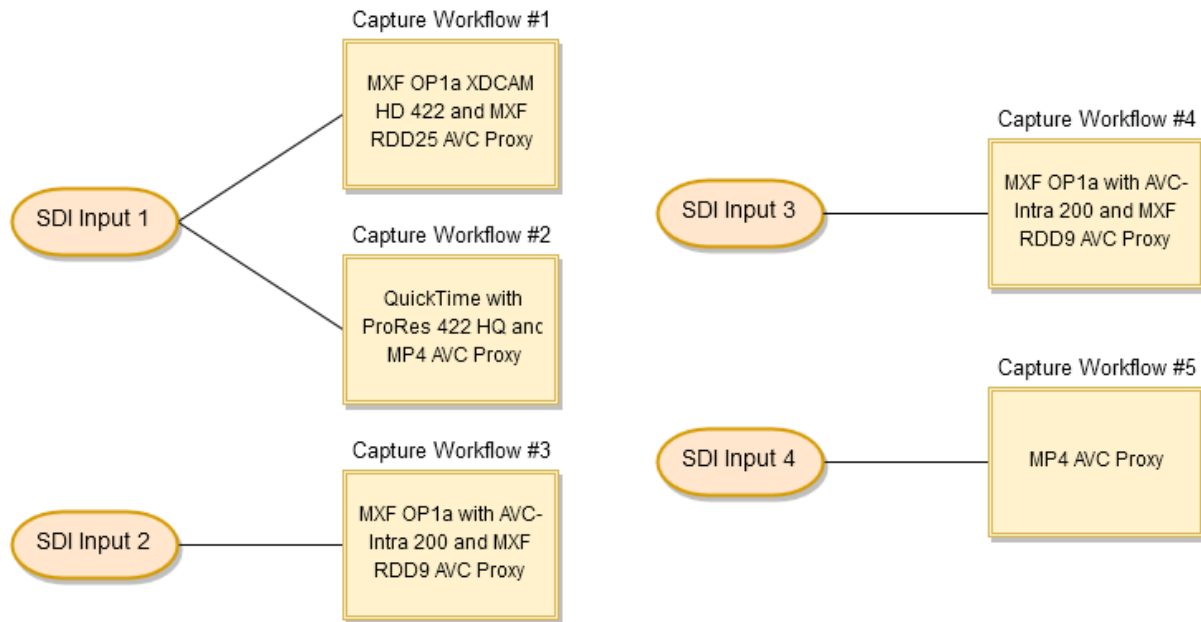 Capture Workflow #1
MXF OP1a XDCAM
HD 422 and MXF
RDD25 AVC Proxy
SDI Input 1
Capture Workflow #2
QuickTime with
ProRes 422 HQ and
MP4 AVC Proxy
Capture Workflow #3
SDI Input 2
MXF OP1a with AVC-
Intra 200 and MXF
RDD9 AVC Proxy
Capture Workflow #4
SDI Input 3
MXF OP1a with AVC-
Intra 200 and MXF
RDD9 AVC Proxy
Capture Workflow #5
SDI Input 4
MP4 AVC Proxy